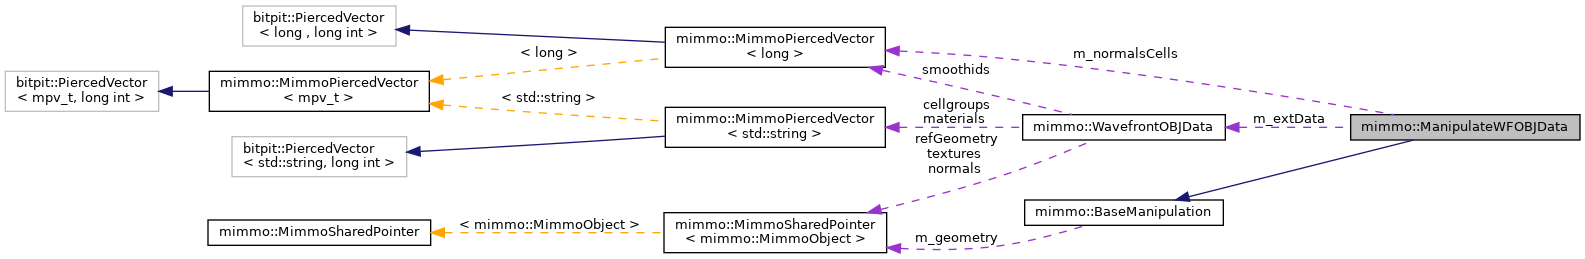 bitpit::PiercedVector
< long , long int >
mimmo::MimmoPiercedVector
< long >
< long >
m_normalsCells
smoothids
bitpit::PiercedVector
< mpv_t, long int >
mimmo::MimmoPiercedVector
< mpv_t >
< std::string >
mimmo::MimmoPiercedVector
< std::string >
cellgroups
materials
mimmo::WavefrontOBJData
m_extData
mimmo::ManipulateWFOBJData
bitpit::PiercedVector
< std::string, long int >
refGeometry
textures
normals
mimmo::BaseManipulation
mimmo::MimmoSharedPointer
< mimmo::MimmoObject >
mimmo::MimmoSharedPointer
< mimmo::MimmoObject >
m_geometry